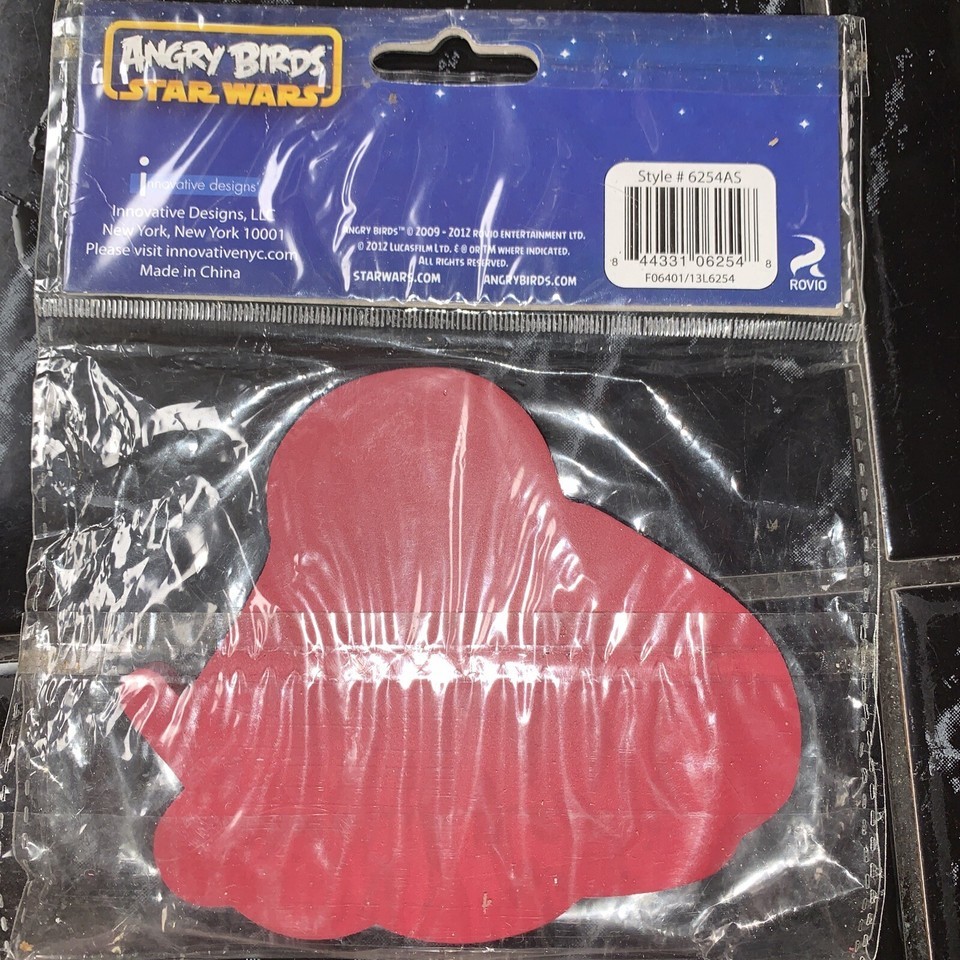 ANGRY BIRDS
STAR WARS
innovative designs
Innovative Designs, LLC
New York, New York 10001
Please visit innovativenyc.com
Made in China
ANGRY BIRDS™ © 2009 - 2012 ROVIO ENTERTAINMENT LTD.
© 2012 LUCASFILM LTD. & ® OR TM WHERE INDICATED.
ALL RIGHTS RESERVED.
STARWARS.COM ANGRYBIRDS.COM
Style # 6254AS
8 44331 06254 8
F06401/13L6254
ROVIO